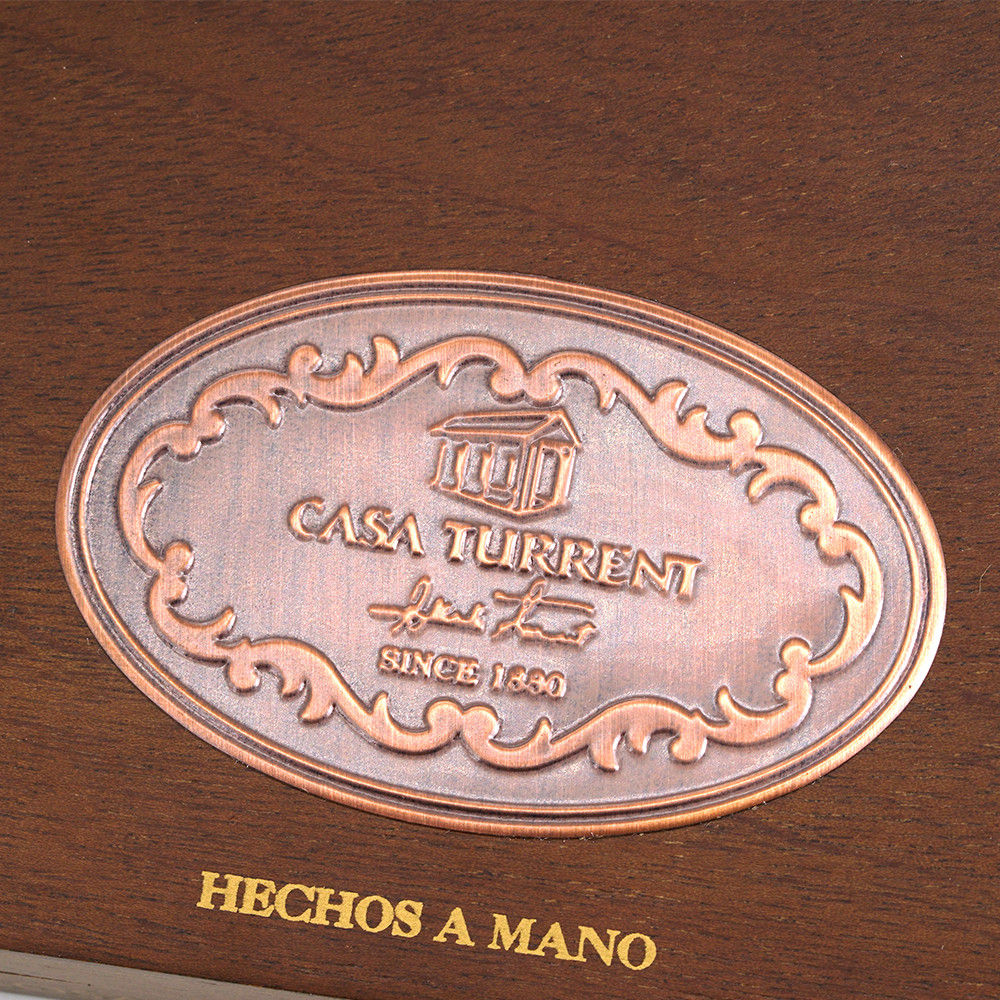 CASA TURRENT
SINCE 1880
HECHOS A MANO